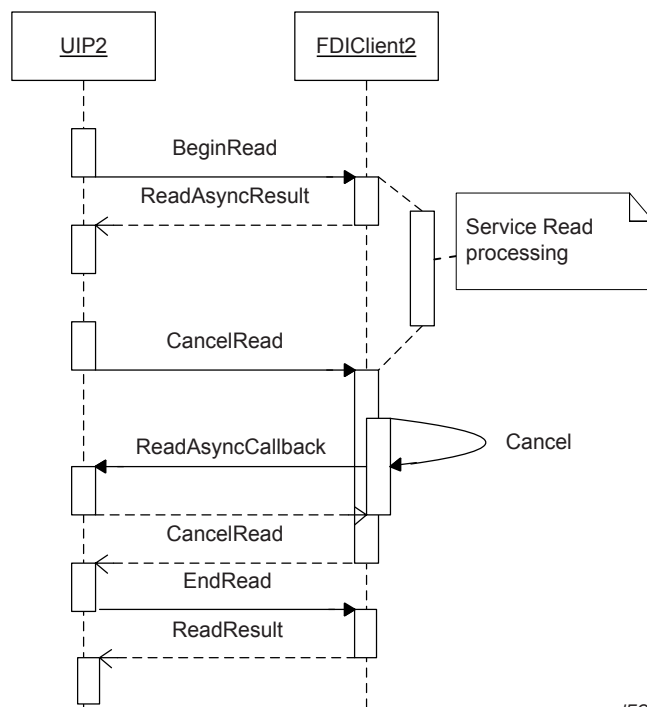 UIP2
FDIClient2
BeginRead
ReadAsyncResult
Service Read
processing
CancelRead
Cancel
ReadAsyncCallback
CancelRead
EndRead
ReadResult